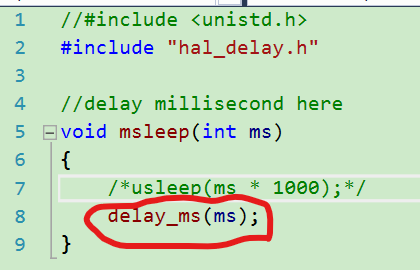 1 //#include <unistd.h>
2 #include "hal_delay.h"
3
4 //delay millisecond here
5 void msleep(int ms)
6 {
7 /*usleep(ms * 1000);*/
8 delay_ms(ms);
9 }